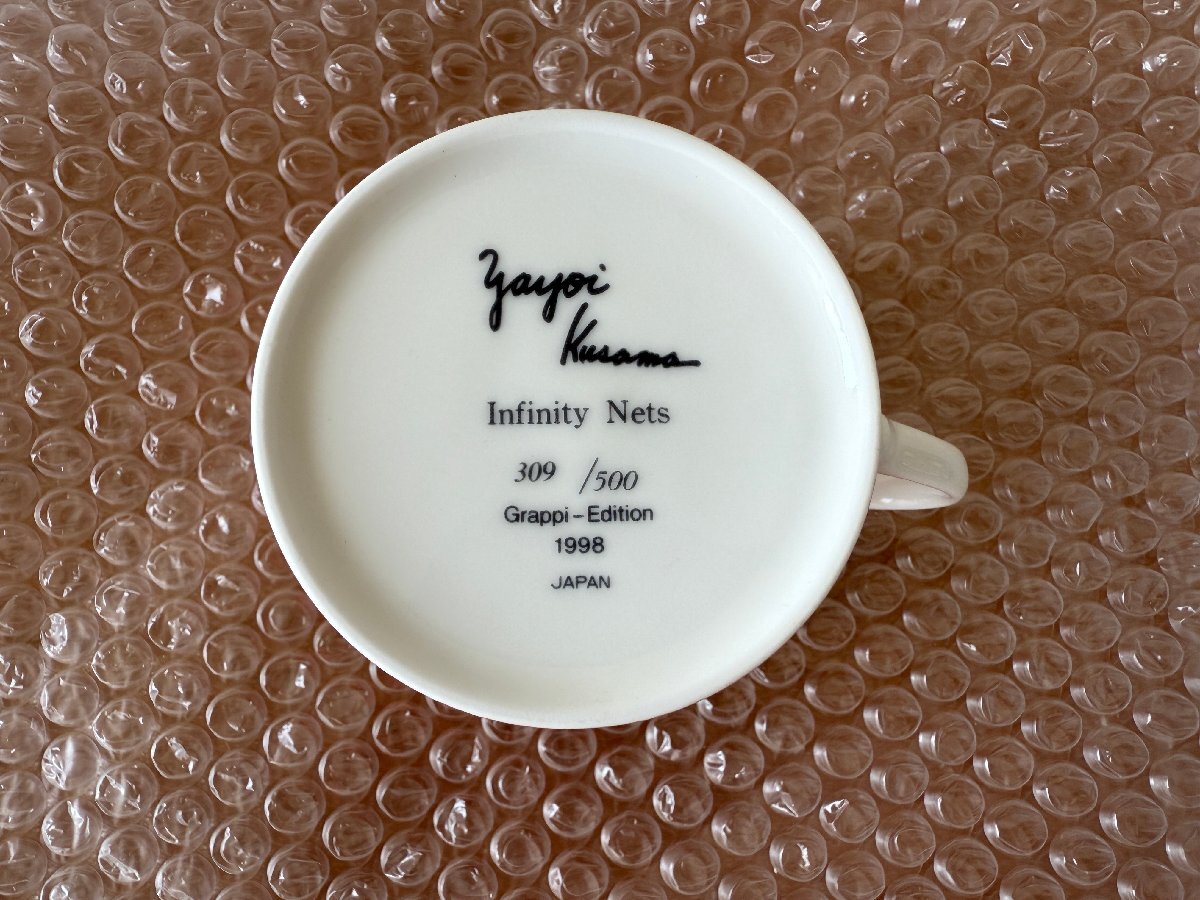 Yayoi
Kusama
Infinity Nets
309 /500
Grappi-Edition
1998
JAPAN